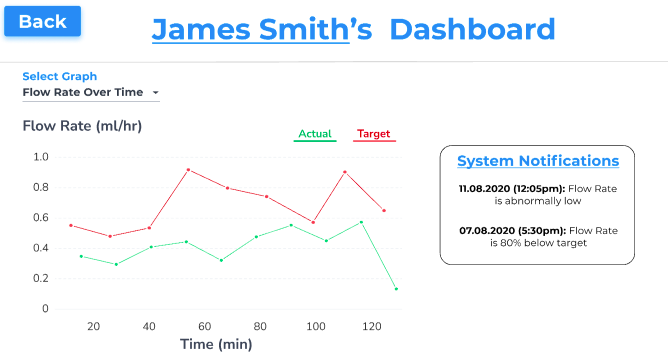 Back
James Smith's Dashboard
Select Graph
Flow Rate Over Time
Flow Rate (ml/hr)
Actual Target
1.0
0.8
0.6
0.4
0.2
0
20 40 60 80 100 120
Time (min)
System Notifications
11.08.2020 (12:05pm): Flow Rate
is abnormally low
07.08.2020 (5:30pm): Flow Rate
is 80% below target